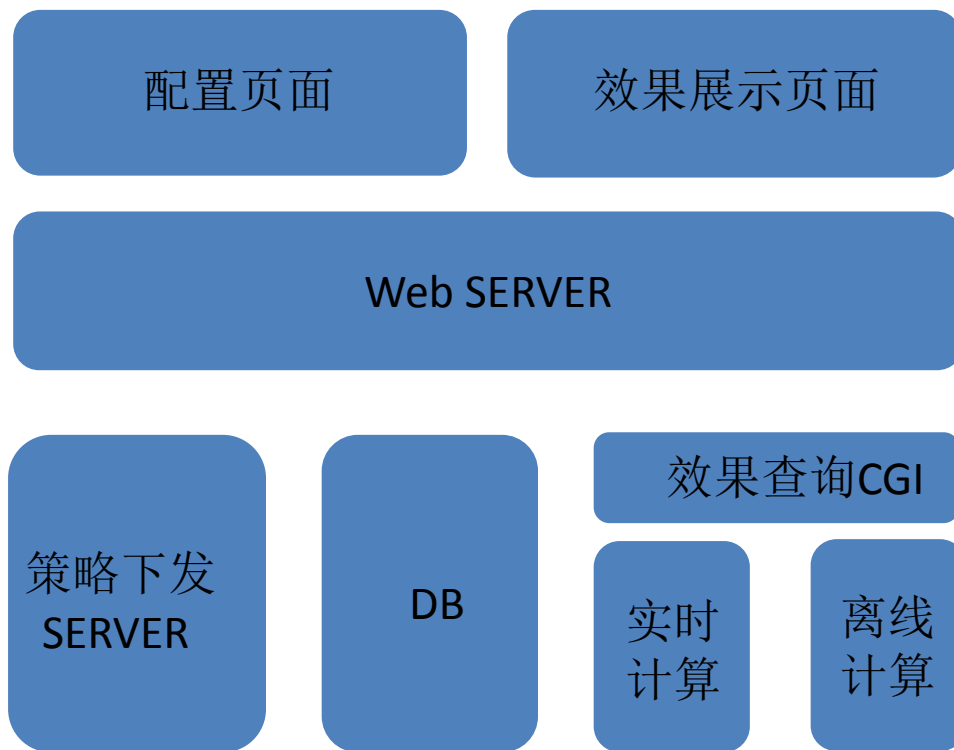 配置页面
效果展示页面
Web SERVER
策略下发
SERVER
DB
效果查询CGI
实时
计算
离线
计算